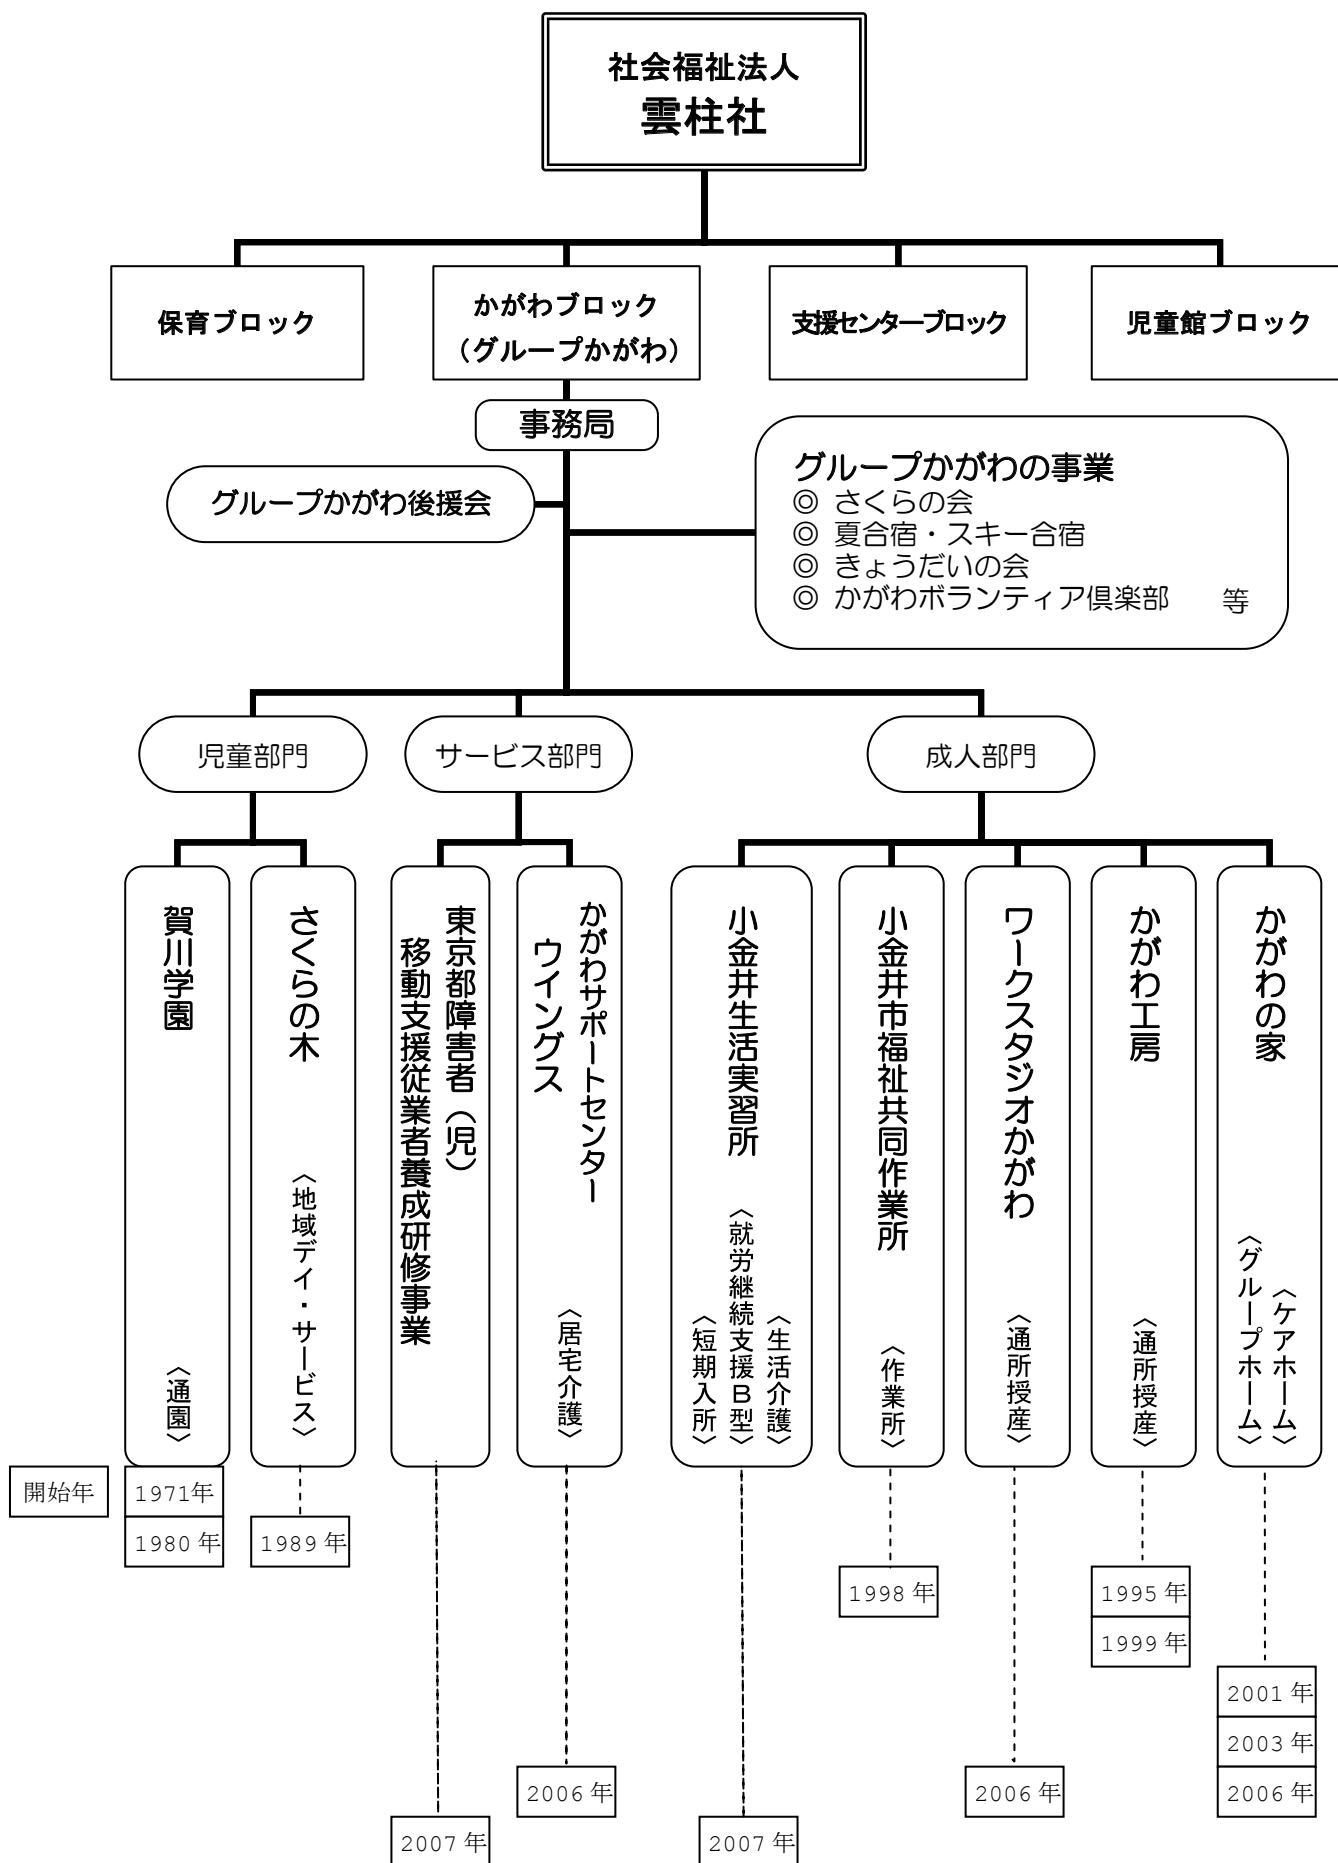 社会福祉法人
雲柱社
保育ブロック
かがわブロック
（グループかがわ）
支援センターブロック
児童館ブロック
事務局
グループかがわ後援会
グループかがわの事業
◎ さくらの会
◎ 夏合宿・スキー合宿
◎ きょうだいの会
◎ かがわボランティア倶楽部　等
児童部門
サービス部門
成人部門
賀川学園
〈通園〉
さくらの木
〈地域デイ・サービス〉
東京都障害者（児）
移動支援従業者養成研修事業
かがわサポートセンター
ウイングス
〈居宅介護〉
小金井生活実習所
〈生活介護〉
〈就労継続支援Ｂ型〉
〈短期入所〉
小金井市福祉共同作業所
〈作業所〉
ワークスタジオかがわ
〈通所授産〉
かがわ工房
〈通所授産〉
かがわの家
〈ケアホーム〉
〈グループホーム〉
開始年
1971年
1980年
1989年
2007年
2006年
2007年
1998年
2006年
1995年
1999年
2001年
2003年
2006年